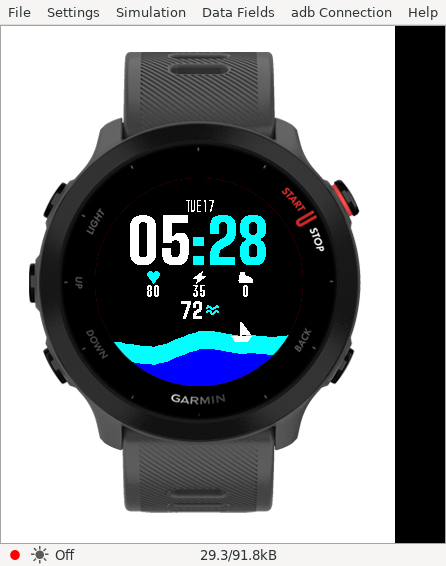 File Settings Simulation Data Fields adb Connection Help
TUE17
05:28
80 35 0
72
START
STOP
LIGHT
UP
DOWN
BACK
GARMIN
Off 29.3/91.8kB